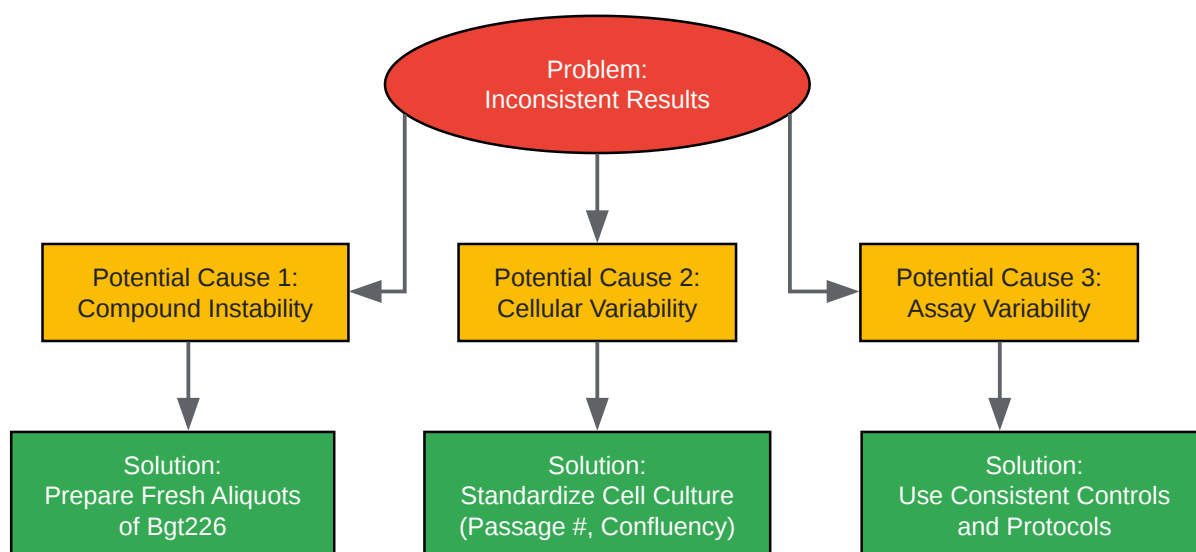 Problem:
Inconsistent Results
Potential Cause 1:
Compound Instability
Potential Cause 2:
Cellular Variability
Potential Cause 3:
Assay Variability
Solution:
Prepare Fresh Aliquots
of Bgt226
Solution:
Standardize Cell Culture
(Passage #, Confluency)
Solution:
Use Consistent Controls
and Protocols